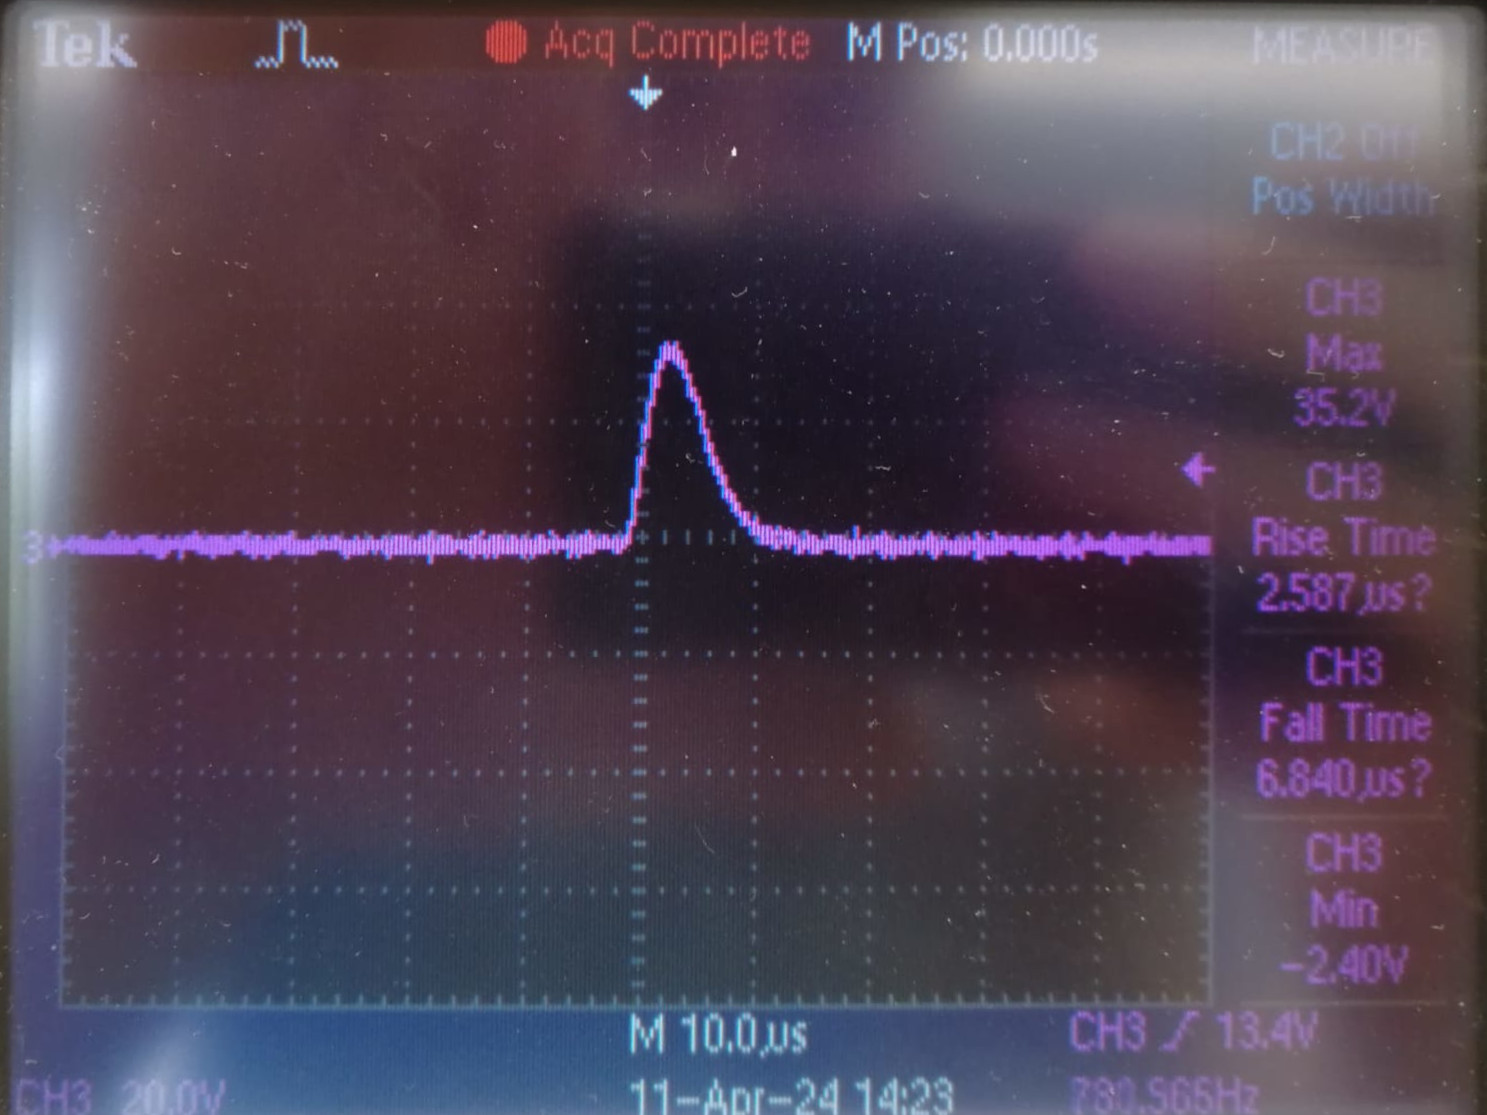 Tek Acq Complete M Pos: 0.000s MEASURE
CH2 Off
Pos Width
CH3
Max
35.2V
CH3
3 Rise Time
2.587µs?
CH3
Fall Time
6.840µs?
CH3
Min
-2.40V
M 10.0µs CH3 13.4V
CH3 20.0V 11-Apr-24 14:23 780.565Hz